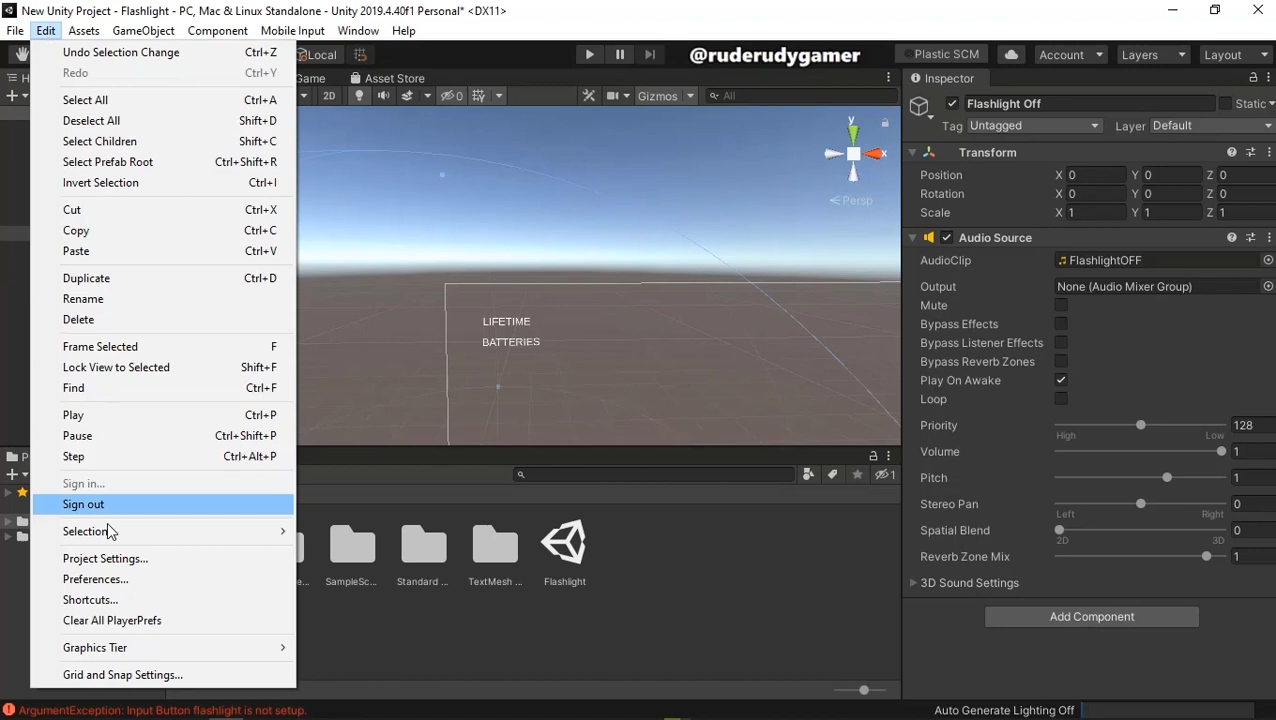 New Unity Project - Flashlight - PC, Mac & Linux Standalone - Unity 2019.4.40f1 Personal* <DX11>
File Edit Assets GameObject Component Mobile Input Window Help
Local @ruderudygamer Plastic SCM Account Layers Layout
Game Asset Store
2D 0 Gizmos All
Undo Selection Change Ctrl+Z
Redo Ctrl+Y
Select All Ctrl+A
Deselect All Shift+D
Select Children Shift+C
Select Prefab Root Ctrl+Shift+R
Invert Selection Ctrl+I
Cut Ctrl+X
Copy Ctrl+C
Paste Ctrl+V
Duplicate Ctrl+D
Rename
Delete
Frame Selected F
Lock View to Selected Shift+F
Find Ctrl+F
Play Ctrl+P
Pause Ctrl+Shift+P
Step Ctrl+Alt+P
Sign in...
Sign out
Selection
Project Settings...
Preferences...
Shortcuts...
Clear All PlayerPrefs
Graphics Tier
Grid and Snap Settings...
y
x
Persp
LIFETIME
BATTERIES
1
SampleSc...
Standard ...
TextMesh ...
Flashlight
Inspector
Flashlight Off Static
Tag Untagged Layer Default
Transform
Position X 0 Y 0 Z 0
Rotation X 0 Y 0 Z 0
Scale X 1 Y 1 Z 1
Audio Source
AudioClip FlashlightOFF
Output None (Audio Mixer Group)
Mute
Bypass Effects
Bypass Listener Effects
Bypass Reverb Zones
Play On Awake
Loop
Priority 128
High Low
Volume 1
Pitch 1
Stereo Pan 0
Left Right
Spatial Blend 0
2D 3D
Reverb Zone Mix 1
3D Sound Settings
Add Component
ArgumentException: Input Button flashlight is not setup.
Auto Generate Lighting Off